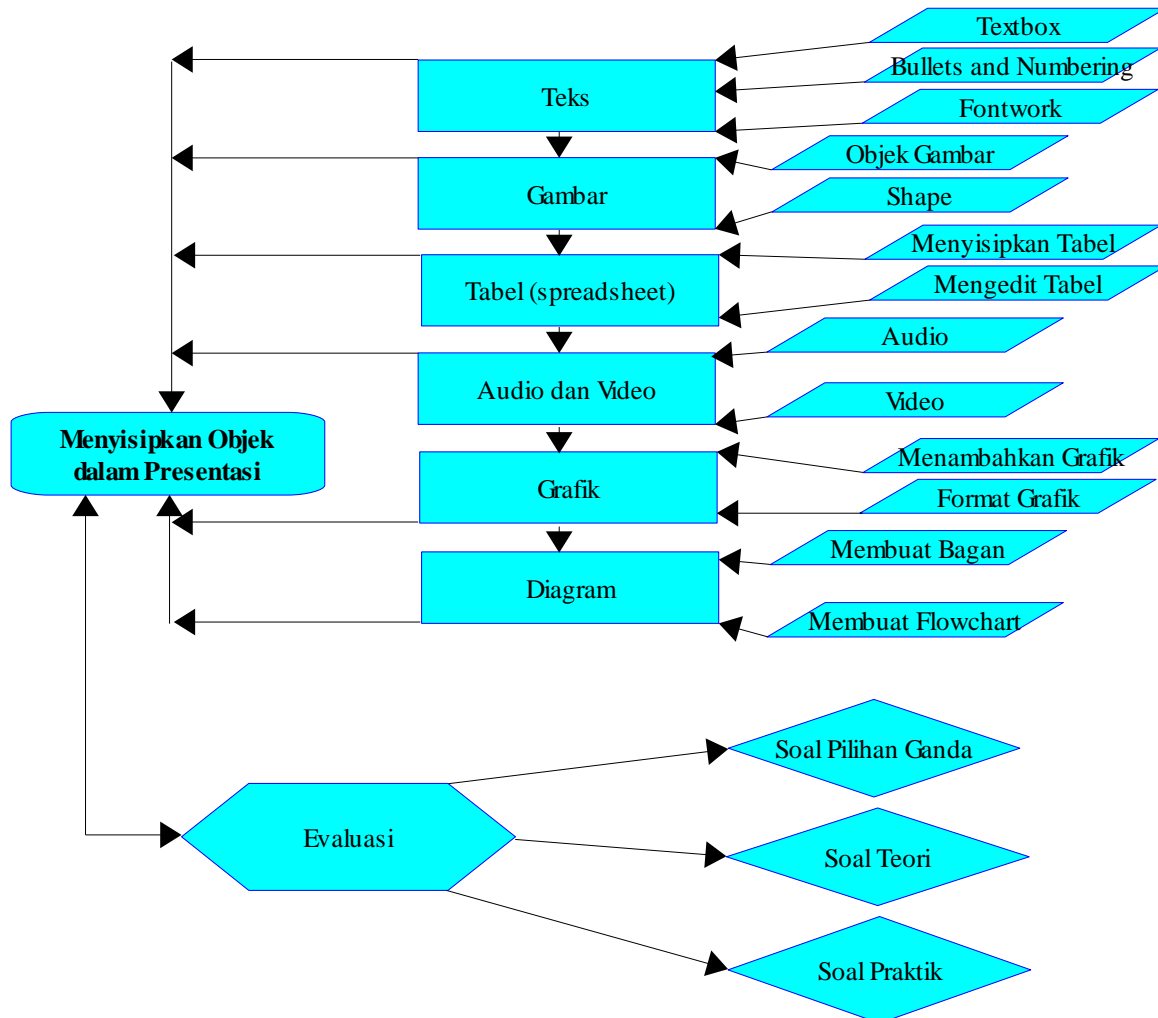 Textbox
Bullets and Numbering
Teks
Fontwork
Objek Gambar
Gambar
Shape
Menyisipkan Tabel
Tabel (spreadsheet)
Mengedit Tabel
Audio
Audio dan Video
Video
Menyisipkan Objek
dalam Presentasi
Menambahkan Grafik
Grafik
Format Grafik
Membuat Bagan
Diagram
Membuat Flowchart
Soal Pilihan Ganda
Evaluasi
Soal Teori
Soal Praktik